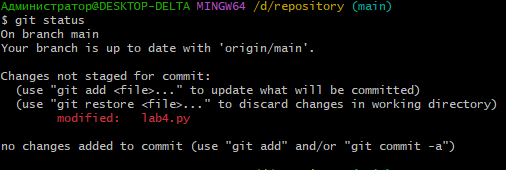 Администратор@DESKTOP-DELTA MINGW64 /d/repository (main)
$ git status
On branch main
Your branch is up to date with 'origin/main'.

Changes not staged for commit:
  (use "git add <file>..." to update what will be committed)
  (use "git restore <file>..." to discard changes in working directory)
        modified:   lab4.py

no changes added to commit (use "git add" and/or "git commit -a")